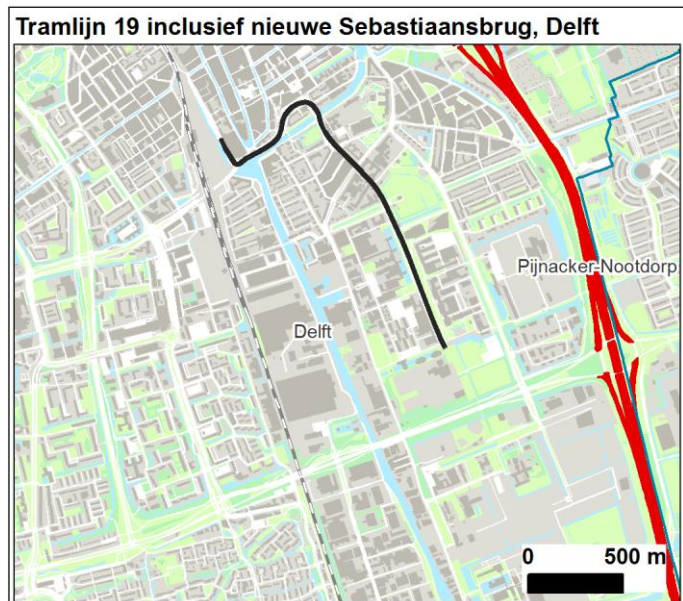 Tramlijn 19 inclusief nieuwe Sebastiaansbrug, Delft
Pijnacker-Nootdorp
Delft
0 500 m